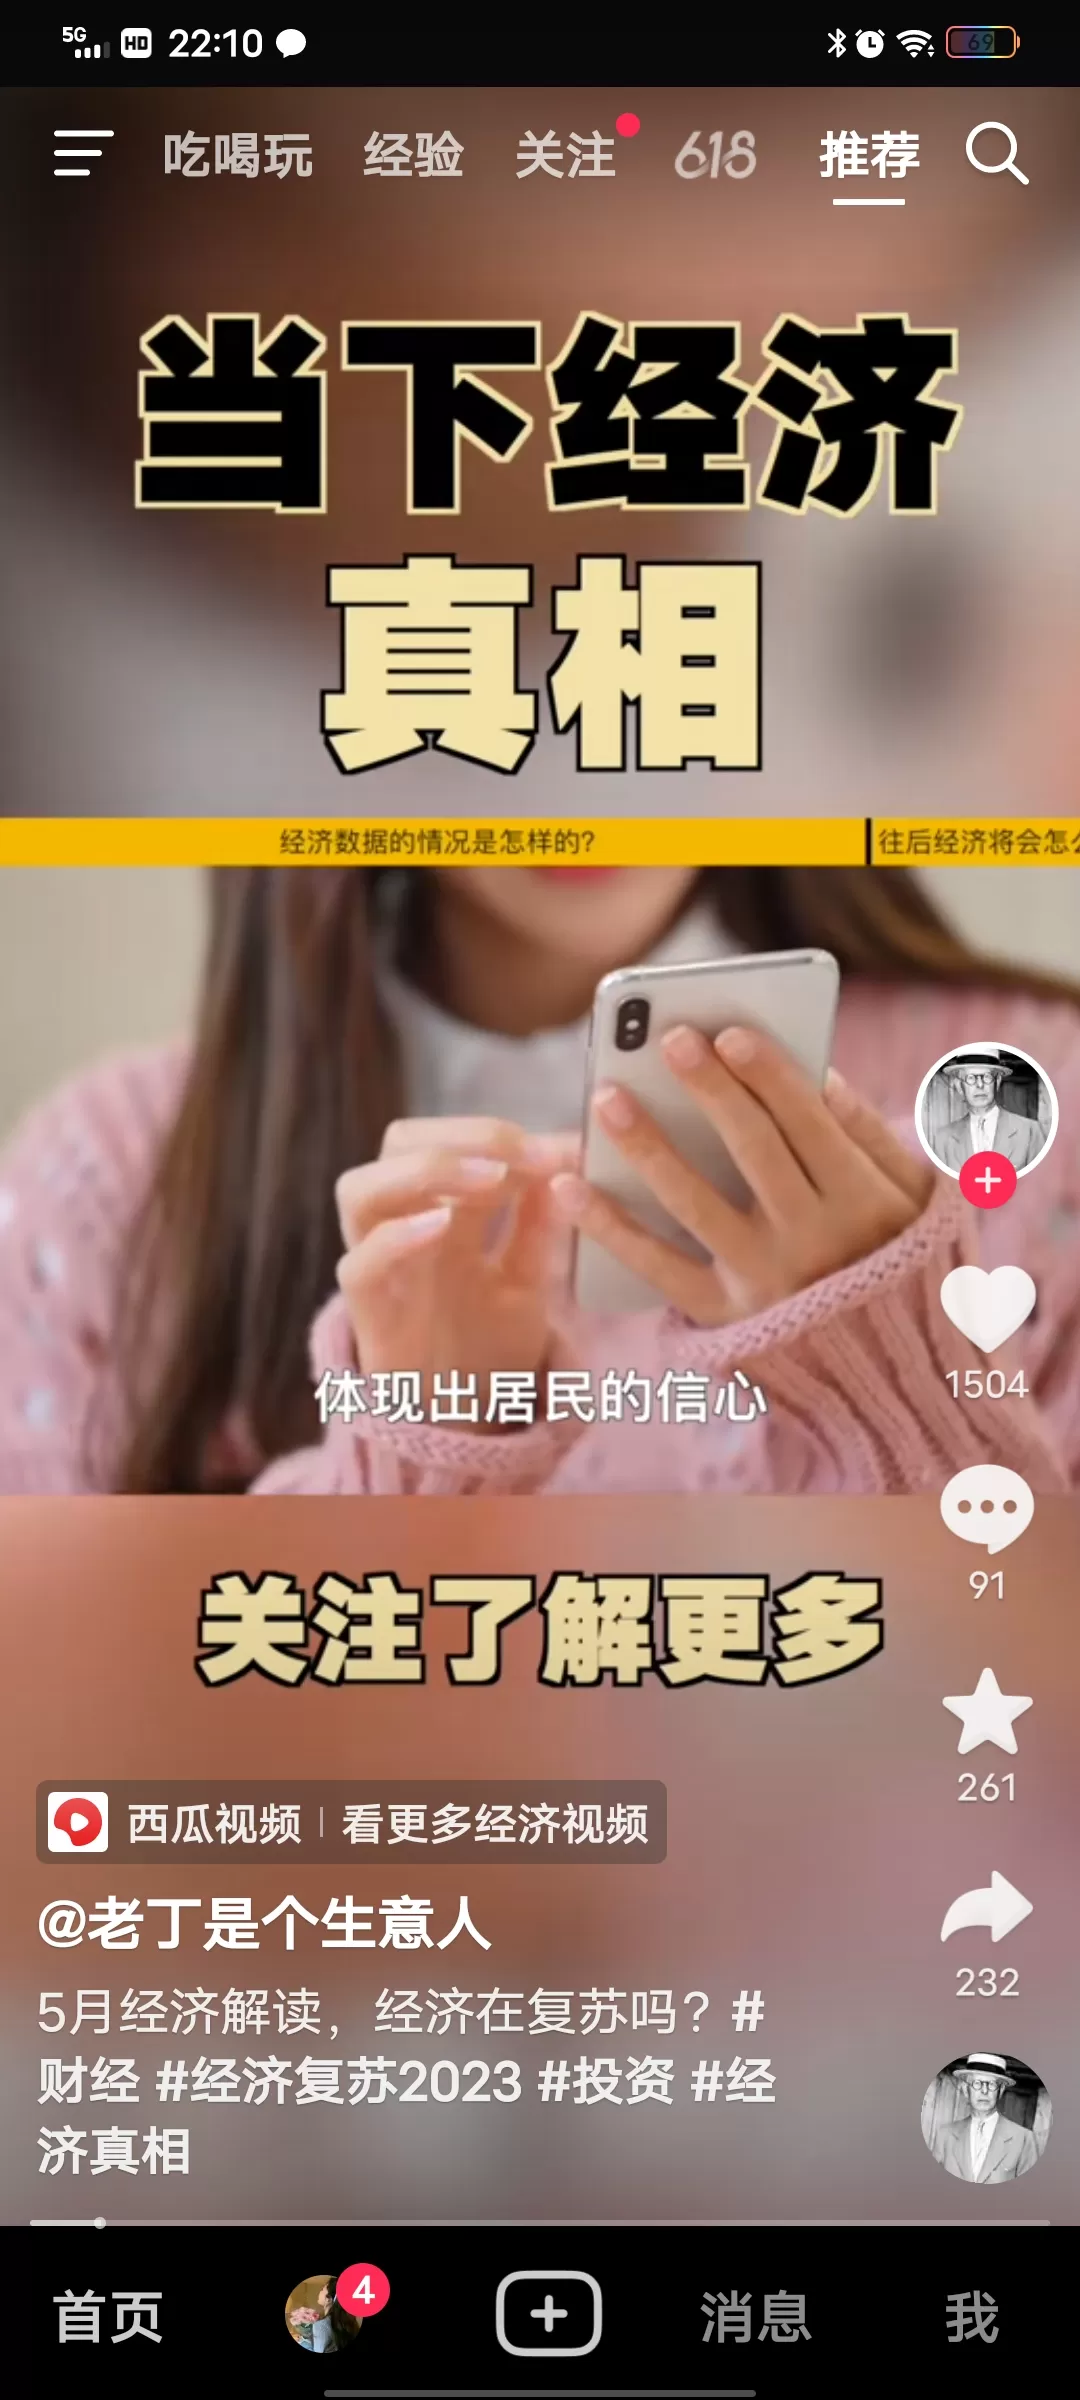 5G HD 22:10 69
吃喝玩 经验 关注 618 推荐
当下经济
真相
经济数据的情况是怎样的? 往后经济将会怎
体现出居民的信心
1504
关注了解更多
91
261
西瓜视频 | 看更多经济视频
@老丁是个生意人
232
5月经济解读，经济在复苏吗？#
财经 #经济复苏2023 #投资 #经
济真相
首页 4 消息 我